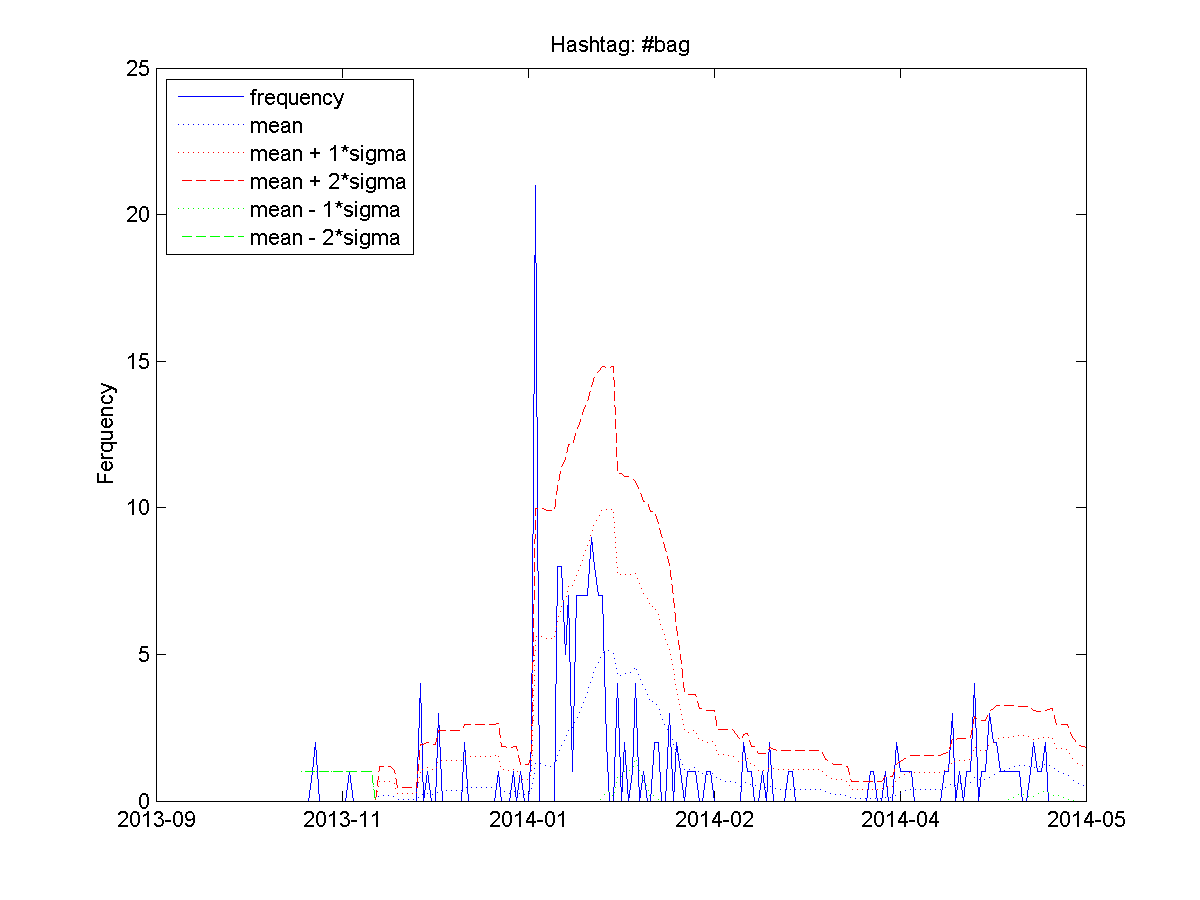 Hashtag: #bag
25
20
15
10
5
0
Ferquency
frequency
mean
mean + 1*sigma
mean + 2*sigma
mean - 1*sigma
mean - 2*sigma
2013-09 2013-11 2014-01 2014-02 2014-04 2014-05